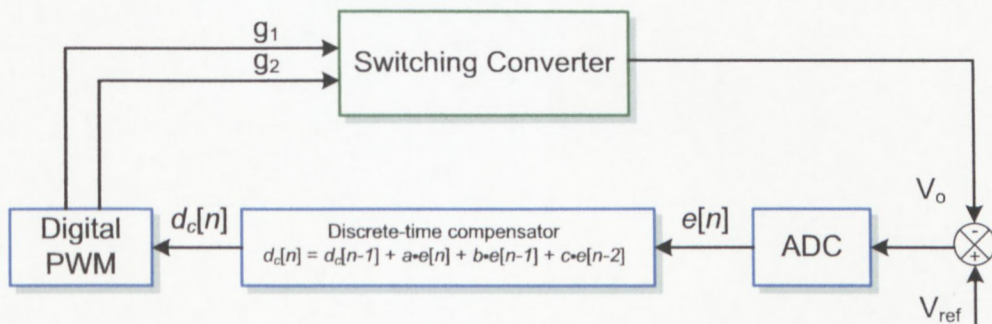 g1
g2
Switching Converter
Vo
Digital
PWM
dc[n]
Discrete-time compensator
dc[n] = dc[n-1] + a•e[n] + b•e[n-1] + c•e[n-2]
e[n]
ADC
-
+
Vref